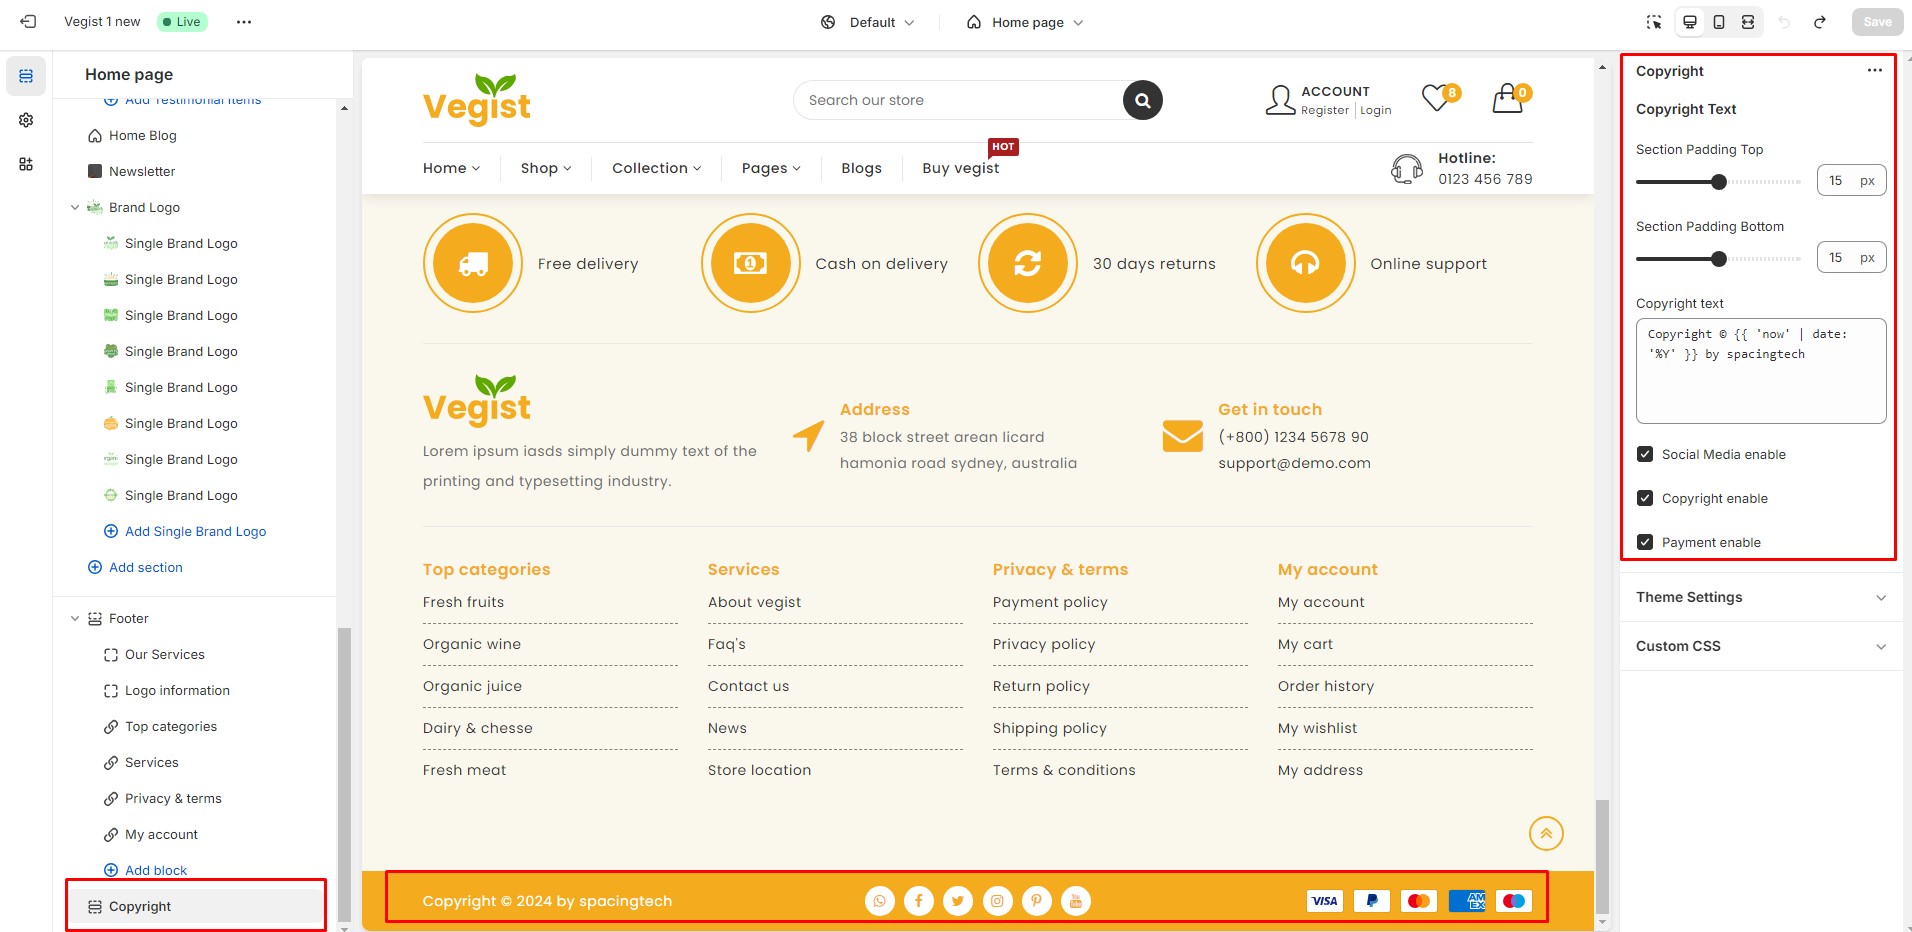 Vegist 1 new
Live
Default
Home page
Save
Home page
Add Testimonial items
Home Blog
Newsletter
Brand Logo
Single Brand Logo
Single Brand Logo
Single Brand Logo
Single Brand Logo
Single Brand Logo
Single Brand Logo
Single Brand Logo
Single Brand Logo
Add Single Brand Logo
Add section
Footer
Our Services
Logo information
Top categories
Services
Privacy & terms
My account
Add block
Copyright
Vegist
Search our store
ACCOUNT
Register
Login
8
0
HOT
Home
Shop
Collection
Pages
Blogs
Buy vegist
Hotline:
0123 456 789
Free delivery
1
Cash on delivery
30 days returns
Online support
Vegist
Lorem ipsum iasds simply dummy text of the
printing and typesetting industry.
Address
38 block street arean licard
hamonia road sydney, australia
Get in touch
(+800) 1234 5678 90
support@demo.com
Top categories
Fresh fruits
Organic wine
Organic juice
Dairy & chesse
Fresh meat
Services
About vegist
Faq's
Contact us
News
Store location
Privacy & terms
Payment policy
Privacy policy
Return policy
Shipping policy
Terms & conditions
My account
My account
My cart
Order history
My wishlist
My address
Copyright © 2024 by spacingtech
You
VISA
AM
EX
Copyright
Copyright Text
Section Padding Top
15 px
Section Padding Bottom
15 px
Copyright text
Copyright © {{ 'now' | date:
'%Y' }} by spacingtech
Social Media enable
Copyright enable
Payment enable
Theme Settings
Custom CSS